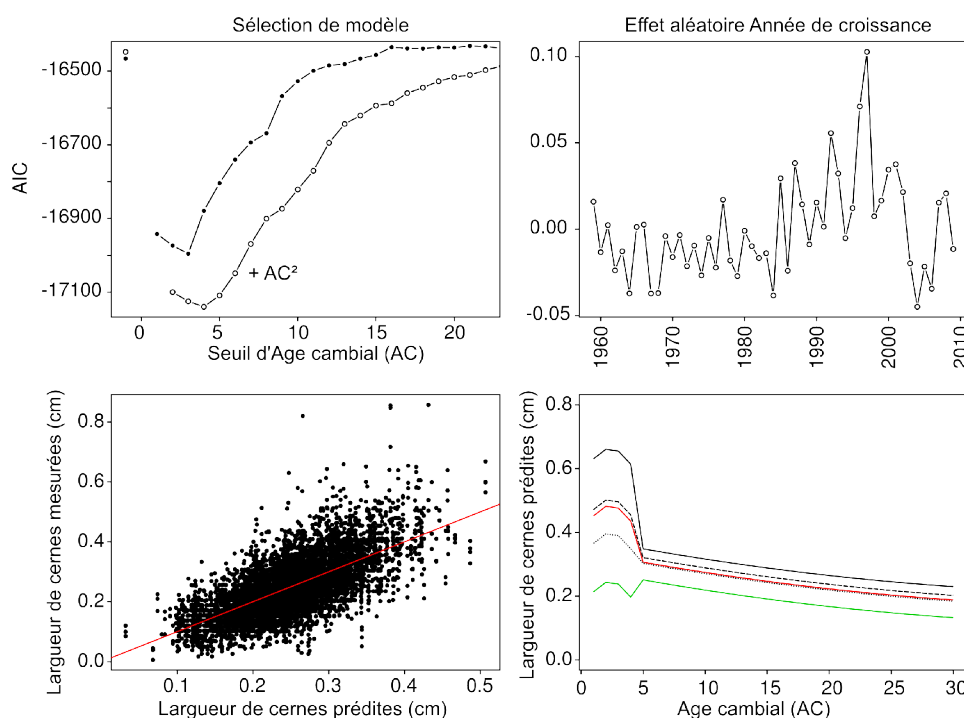 Sélection de modèle
AIC
-16500
-16700
-16900
-17100
+ AC²
0 5 10 15 20
Seuil d'Age cambial (AC)
Effet aléatoire Année de croissance
0.10
0.05
0.00
-0.05
1960 1970 1980 1990 2000 2010
Largueur de cernes mesurées (cm)
0.8
0.6
0.4
0.2
0.0
0.1 0.2 0.3 0.4 0.5
Largueur de cernes prédites (cm)
Largueur de cernes prédites (cm)
0.8
0.6
0.4
0.2
0.0
0 5 10 15 20 25 30
Age cambial (AC)